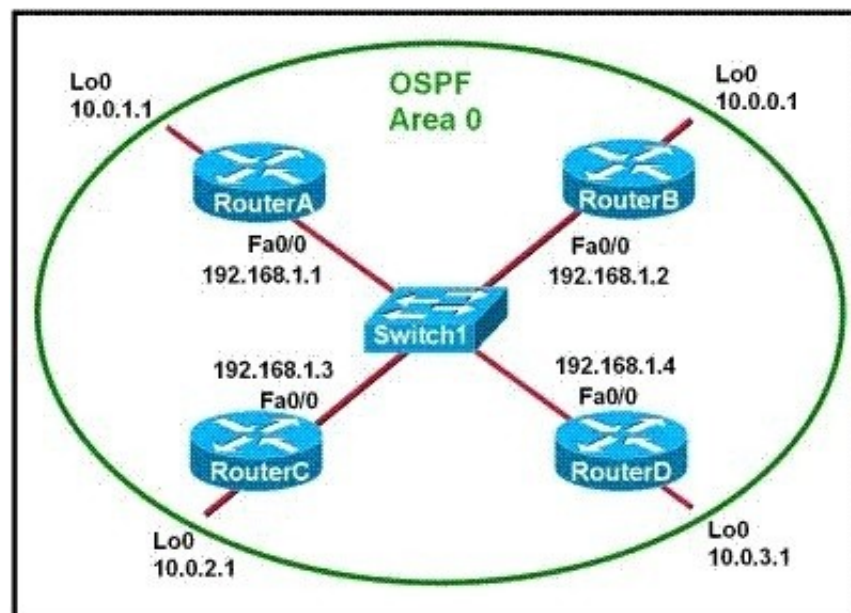 Lo0
10.0.1.1
OSPF
Area 0
Lo0
10.0.0.1
RouterA
RouterB
Fa0/0
192.168.1.1
Fa0/0
192.168.1.2
Switch1
192.168.1.3
Fa0/0
192.168.1.4
Fa0/0
RouterC
RouterD
Lo0
10.0.2.1
Lo0
10.0.3.1